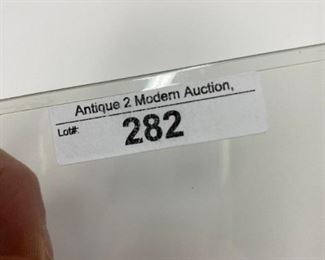 Antique 2 Modern Auction,
Lot#: 282